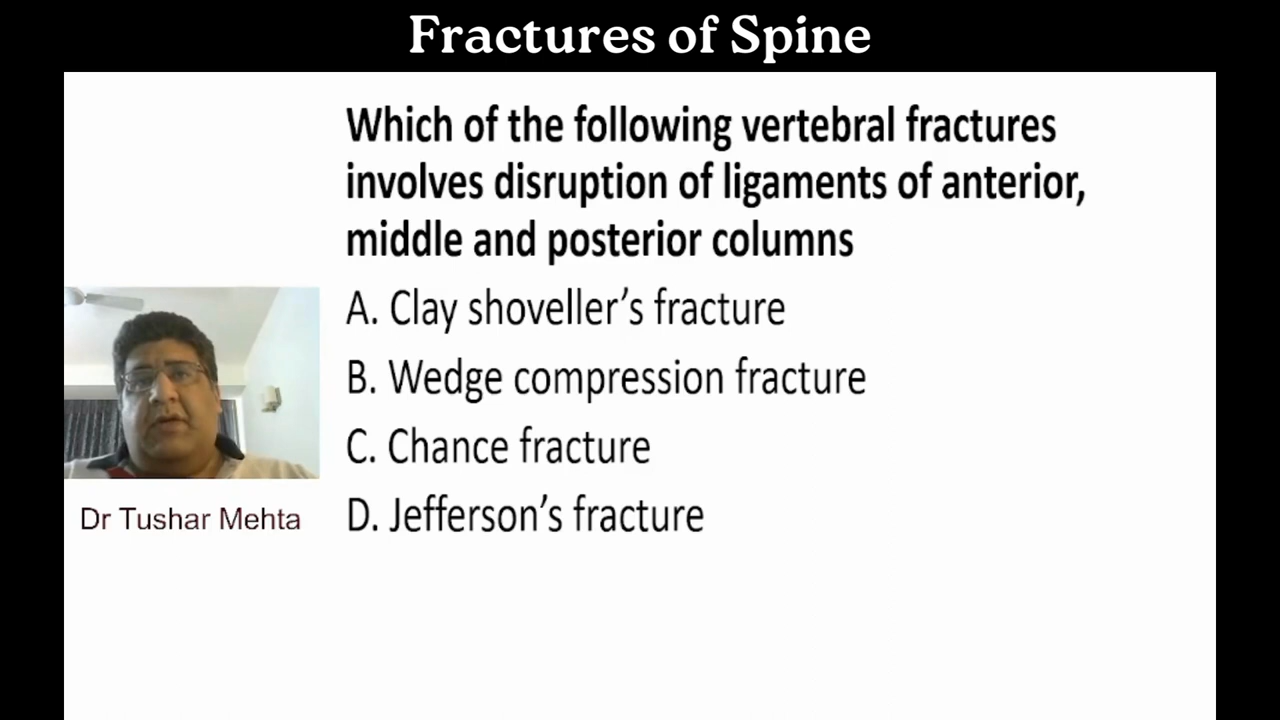 Fractures of Spine
Which of the following vertebral fractures
involves disruption of ligaments of anterior,
middle and posterior columns
A. Clay shoveller’s fracture
B. Wedge compression fracture
C. Chance fracture
D. Jefferson’s fracture
Dr Tushar Mehta